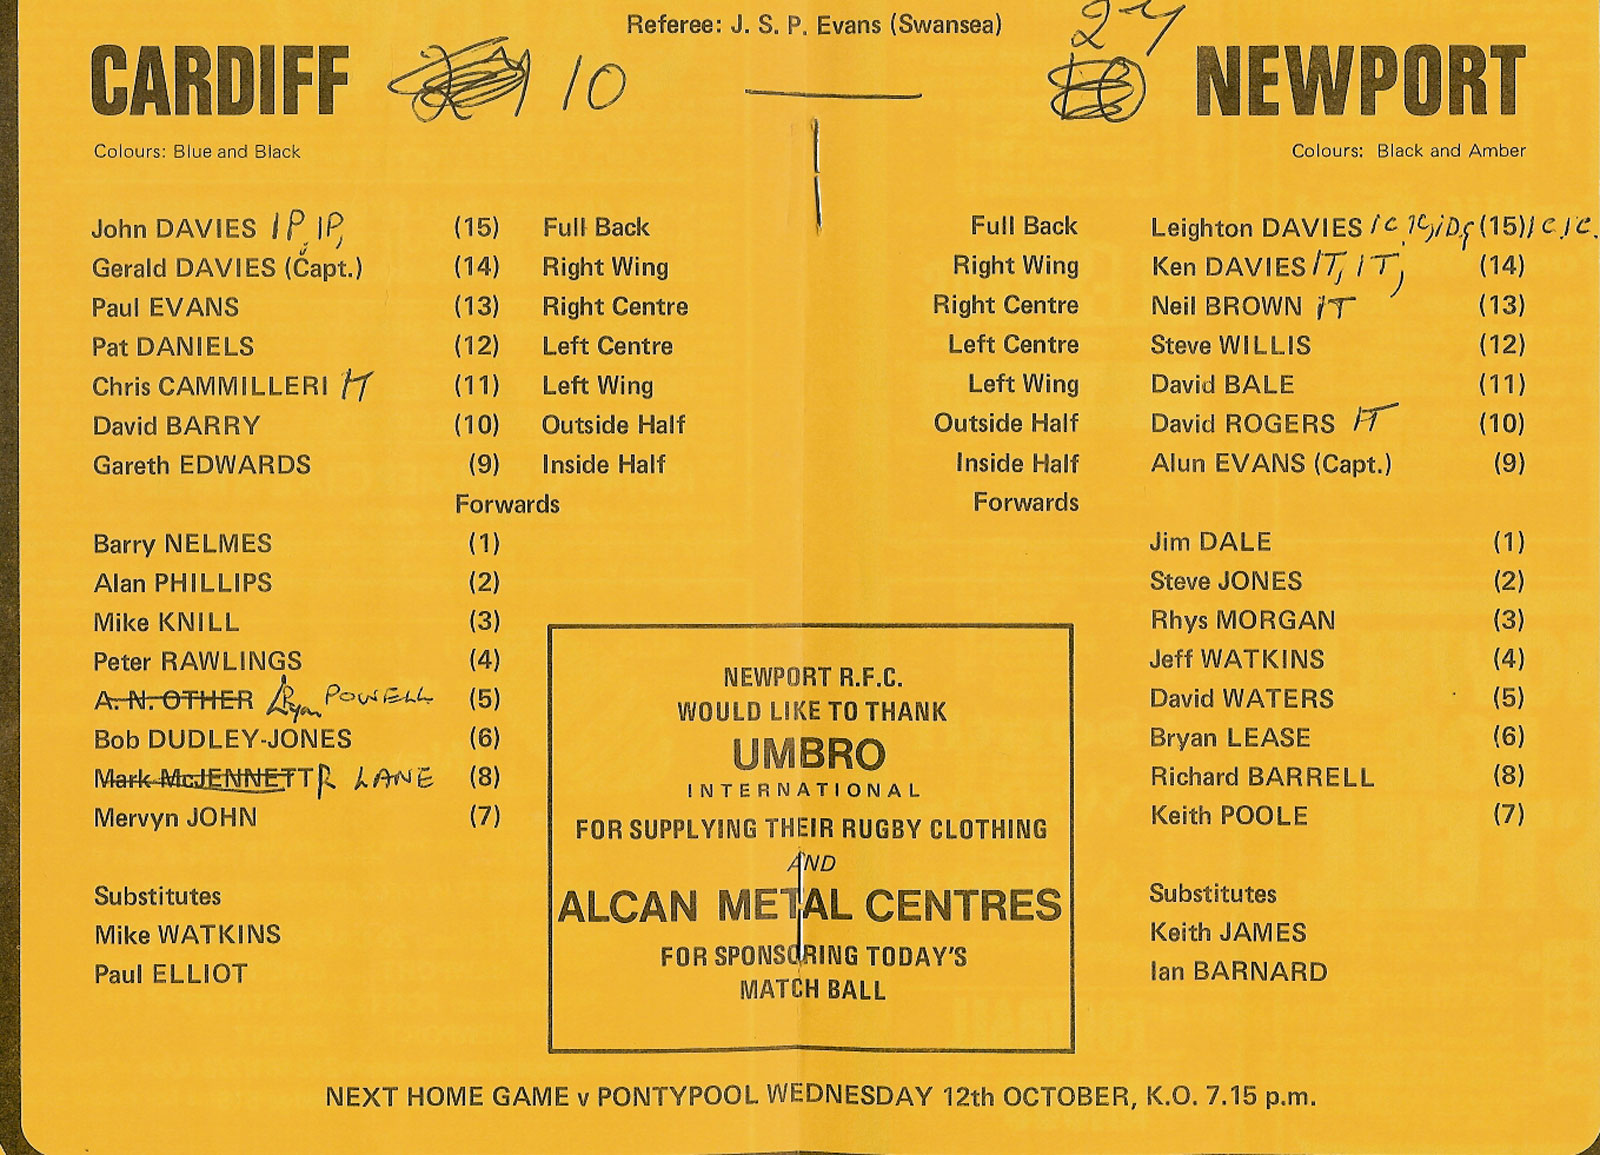 Referee: J. S. P. Evans (Swansea)
CARDIFF 10 — 27 NEWPORT
Colours: Blue and Black
Colours: Black and Amber
John DAVIES 1P, 1P, (15) Full Back
Gerald DAVIES (Capt.) (14) Right Wing
Paul EVANS (13) Right Centre
Pat DANIELS (12) Left Centre
Chris CAMMILLERI 1T (11) Left Wing
David BARRY (10) Outside Half
Gareth EDWARDS (9) Inside Half
Forwards
Barry NELMES (1)
Alan PHILLIPS (2)
Mike KNILL (3)
Peter RAWLINGS (4)
A. N. OTHER POWELL (5)
Bob DUDLEY-JONES (6)
Mark McJENNETT R LANE (8)
Mervyn JOHN (7)
Substitutes
Mike WATKINS
Paul ELLIOT
Full Back Leighton DAVIES 1C 1C, 1DG (15) 1C 1C.
Right Wing Ken DAVIES 1T, 1T, (14)
Right Centre Neil BROWN 1T (13)
Left Centre Steve WILLIS (12)
Left Wing David BALE (11)
Outside Half David ROGERS 1T (10)
Inside Half Alun EVANS (Capt.) (9)
Forwards
Jim DALE (1)
Steve JONES (2)
Rhys MORGAN (3)
Jeff WATKINS (4)
David WATERS (5)
Bryan LEASE (6)
Richard BARRELL (8)
Keith POOLE (7)
Substitutes
Keith JAMES
Ian BARNARD
NEWPORT R.F.C.
WOULD LIKE TO THANK
UMBRO
INTERNATIONAL
FOR SUPPLYING THEIR RUGBY CLOTHING
AND
ALCAN METAL CENTRES
FOR SPONSORING TODAY'S
MATCH BALL
NEXT HOME GAME v PONTYPOOL WEDNESDAY 12th OCTOBER, K.O. 7.15 p.m.